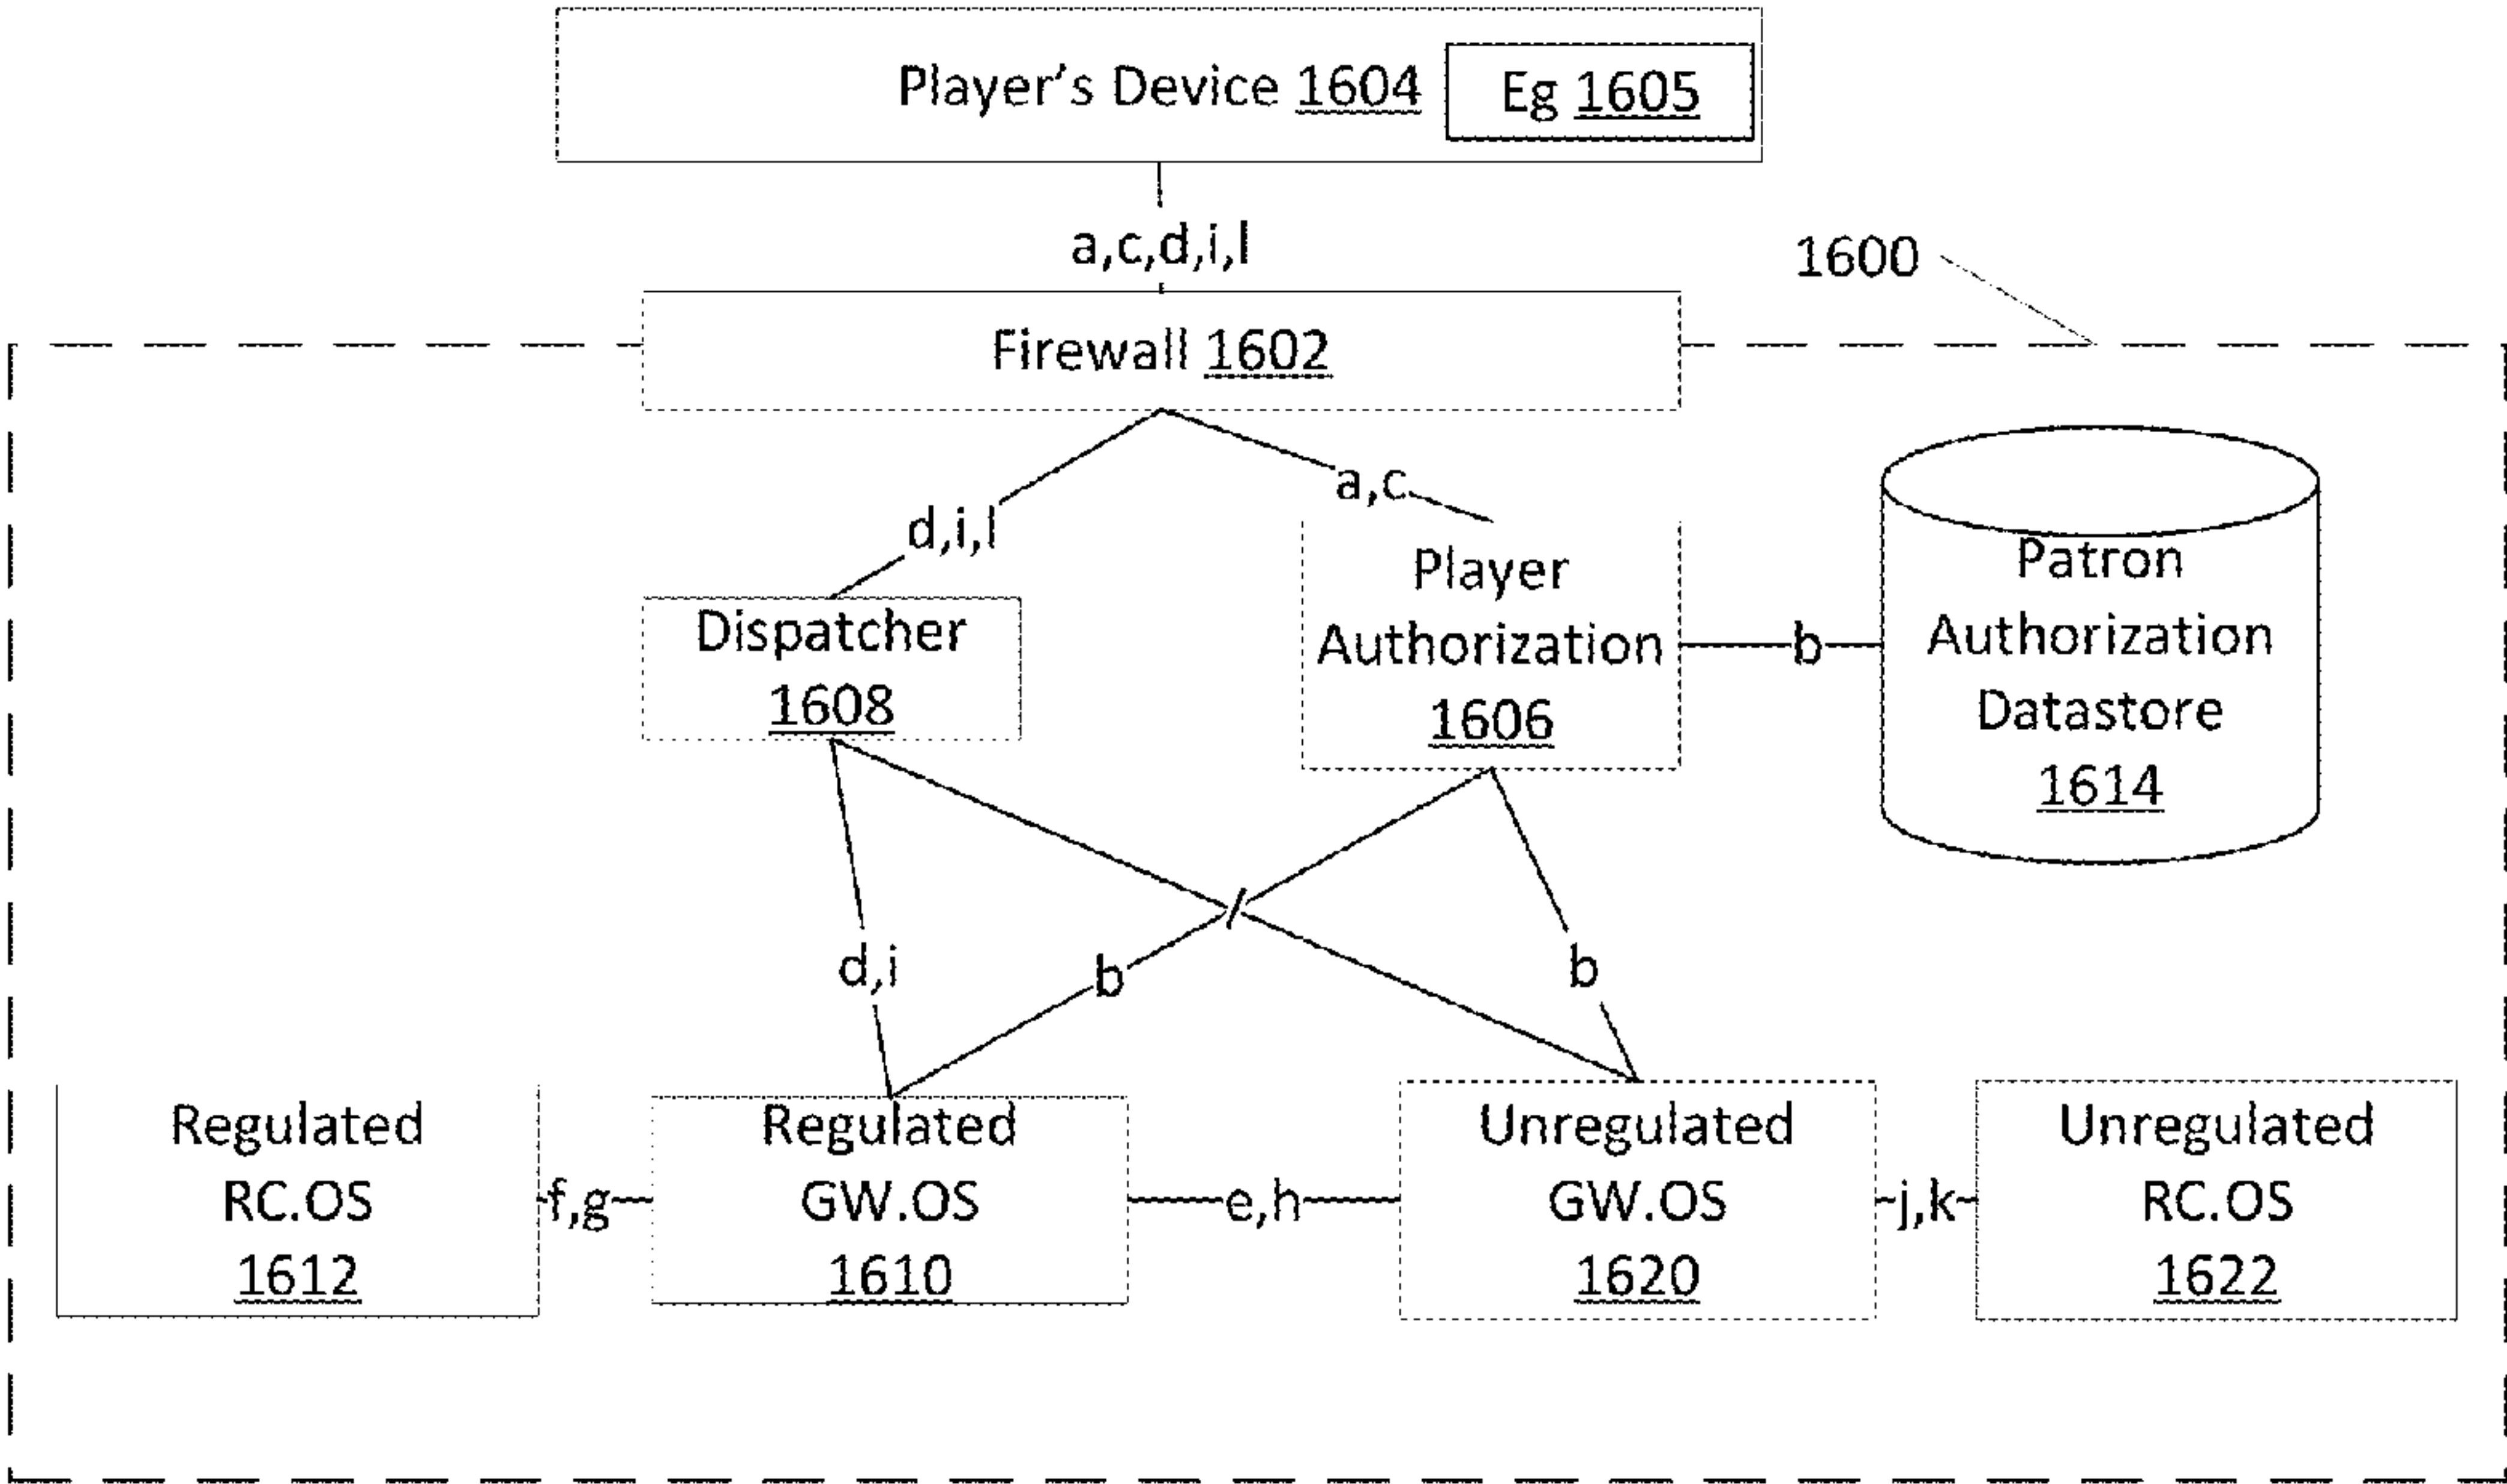 Player's Device 1604
Eg 1605
a,c,d,i,l
1600
Firewall 1602
a,c
d,i,l
Player
Authorization
1606
Dispatcher
1608
b
Patron
Authorization
Datastore
1614
d,i
b
l
b
Regulated
RC.OS
1612
f,g
Regulated
GW.OS
1610
e,h
Unregulated
GW.OS
1620
j,k
Unregulated
RC.OS
1622